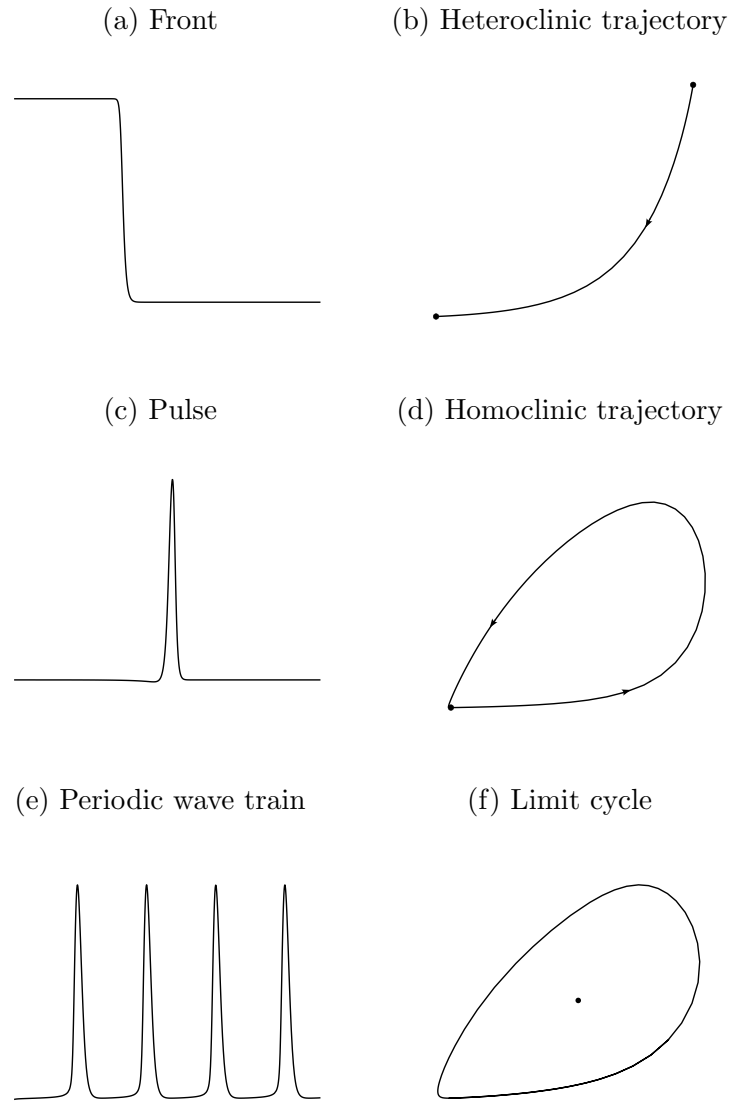 (a) Front
(b) Heteroclinic trajectory
(c) Pulse
(d) Homoclinic trajectory
(e) Periodic wave train
(f) Limit cycle